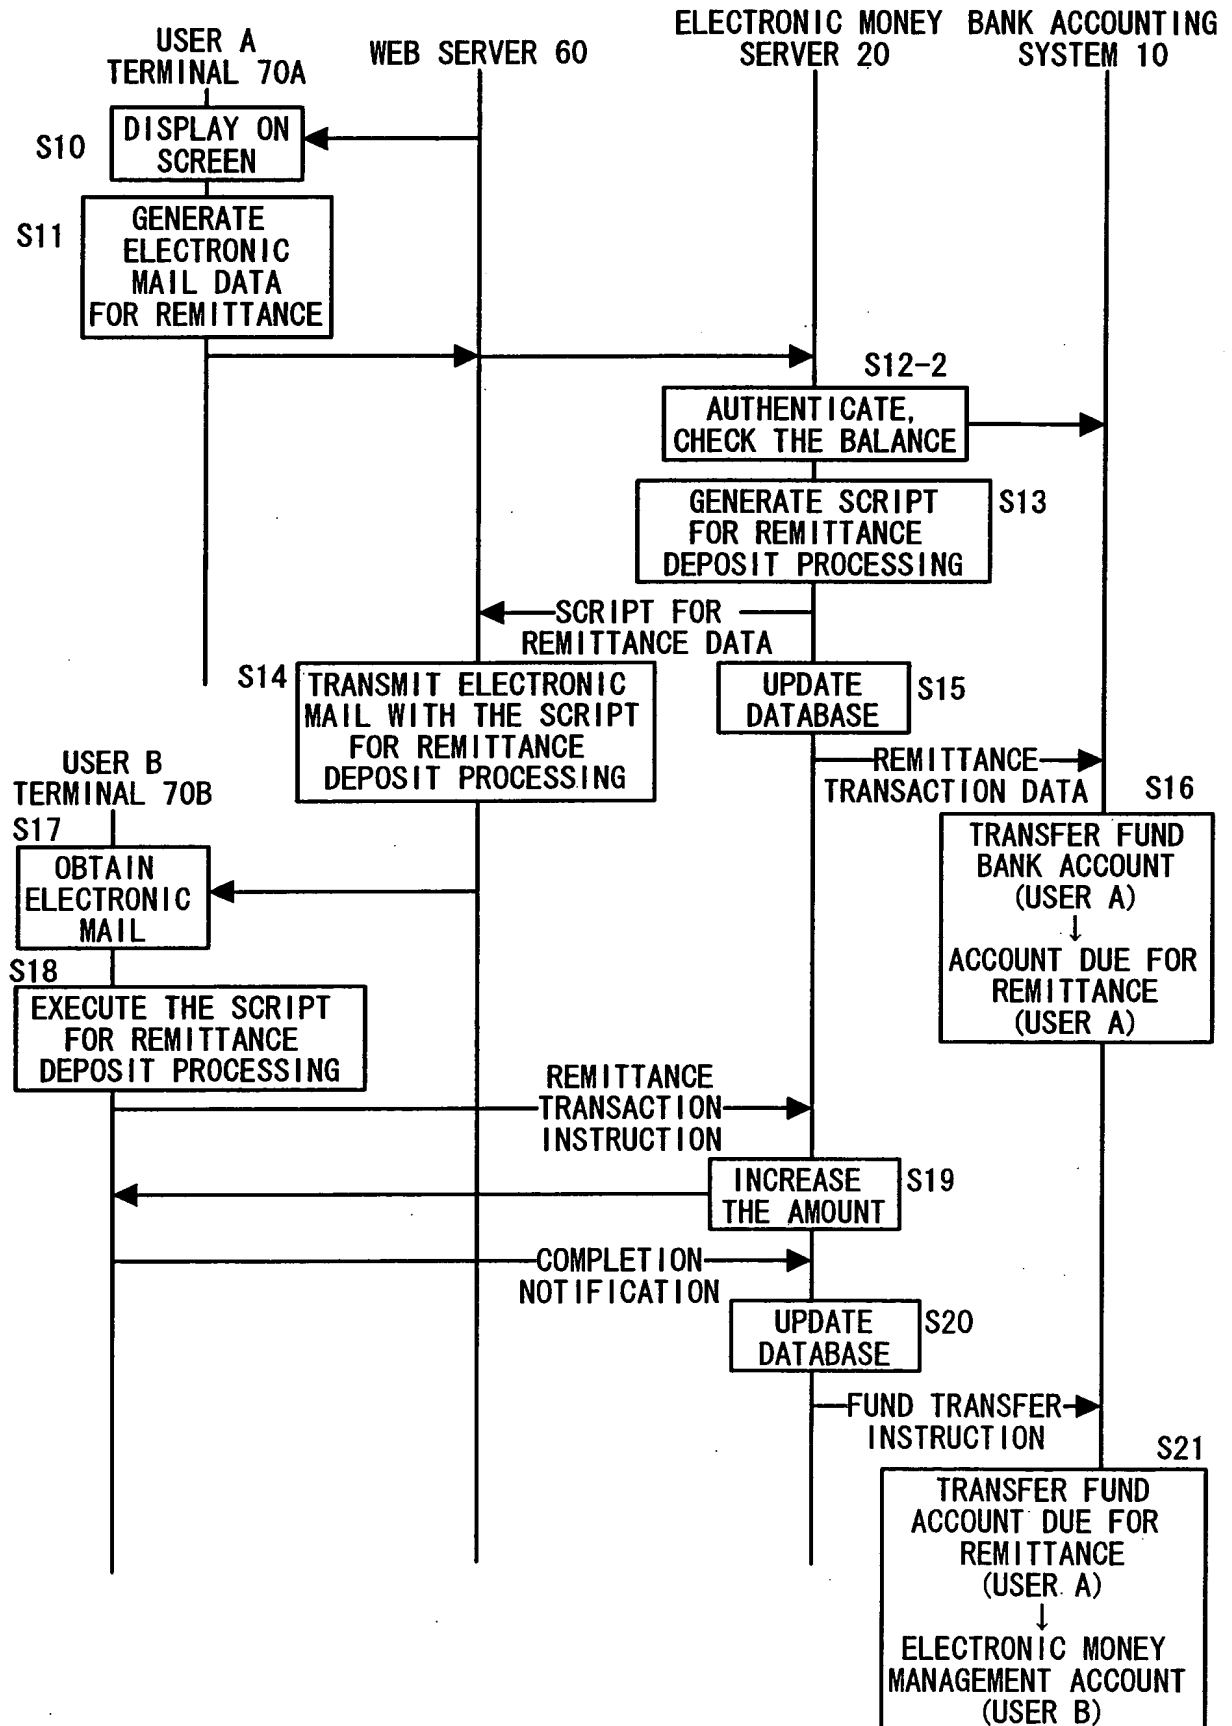 USER A
TERMINAL 70A
WEB SERVER 60
ELECTRONIC MONEY
SERVER 20
BANK ACCOUNTING
SYSTEM 10
S10
DISPLAY ON
SCREEN
S11
GENERATE
ELECTRONIC
MAIL DATA
FOR REMITTANCE
S12-2
AUTHENTICATE,
CHECK THE BALANCE
GENERATE SCRIPT
FOR REMITTANCE
DEPOSIT PROCESSING
S13
SCRIPT FOR
REMITTANCE DATA
S14
TRANSMIT ELECTRONIC
MAIL WITH THE SCRIPT
FOR REMITTANCE
DEPOSIT PROCESSING
UPDATE
DATABASE
S15
REMITTANCE
TRANSACTION DATA
S16
TRANSFER FUND
BANK ACCOUNT
(USER A)
↓
ACCOUNT DUE FOR
REMITTANCE
(USER A)
USER B
TERMINAL 70B
S17
OBTAIN
ELECTRONIC
MAIL
S18
EXECUTE THE SCRIPT
FOR REMITTANCE
DEPOSIT PROCESSING
REMITTANCE
TRANSACTION
INSTRUCTION
INCREASE
THE AMOUNT
S19
COMPLETION
NOTIFICATION
UPDATE
DATABASE
S20
FUND TRANSFER
INSTRUCTION
S21
TRANSFER FUND
ACCOUNT DUE FOR
REMITTANCE
(USER A)
↓
ELECTRONIC MONEY
MANAGEMENT ACCOUNT
(USER B)